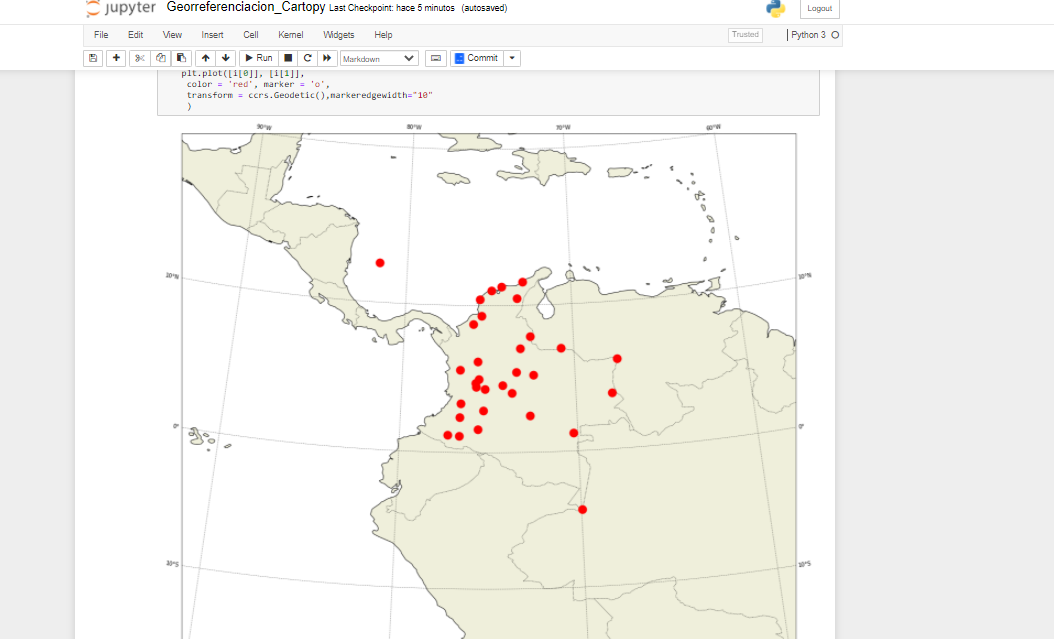 jupyter Georreferenciacion_Cartopy Last Checkpoint: hace 5 minutos (autosaved)
Logout
File Edit View Insert Cell Kernel Widgets Help
Trusted
Python 3
Run
Markdown
Commit
plt.plot([i[0]], [i[1]],
color = 'red', marker = 'o',
transform = ccrs.Geodetic(),markeredgewidth="10"
)
90°W 80°W 70°W 60°W
10°N 10°N
0° 0°
10°S 10°S